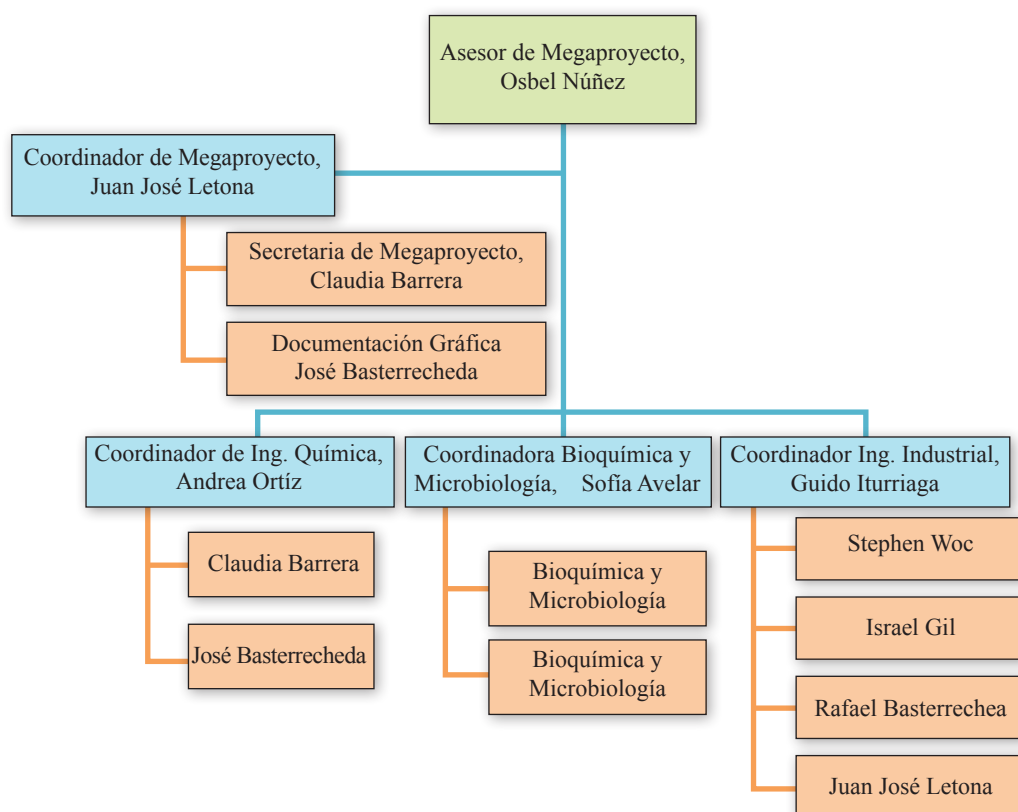 Asesor de Megaproyecto,
Osbel Núñez
Coordinador de Megaproyecto,
Juan José Letona
Secretaria de Megaproyecto,
Claudia Barrera
Documentación Gráfica
José Basterrecheda
Coordinador de Ing. Química,
Andrea Ortíz
Claudia Barrera
José Basterrecheda
Coordinadora Bioquímica y
Microbiología, Sofía Avelar
Bioquímica y
Microbiología
Bioquímica y
Microbiología
Coordinador Ing. Industrial,
Guido Iturriaga
Stephen Woc
Israel Gil
Rafael Basterrechea
Juan José Letona